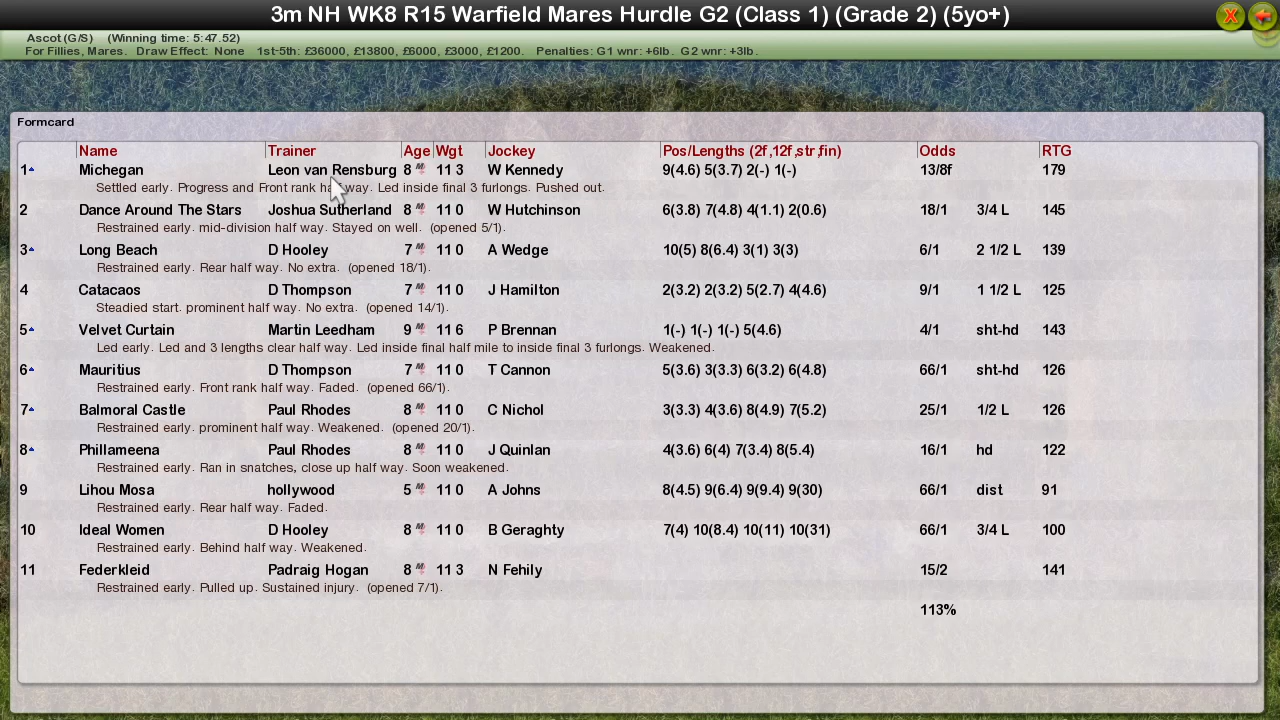 3m NH WK8 R15 Warfield Mares Hurdle G2 (Class 1) (Grade 2) (5yo+)
Ascot (G/S) (Winning time: 5:47.52)
For Fillies, Mares. Draw Effect: None 1st-5th: £36000, £13800, £6000, £3000, £1200. Penalties: G1 wnr: +6lb. G2 wnr: +3lb.
Formcard
Name Trainer Age Wgt Jockey Pos/Lengths (2f,12f,str,fin) Odds RTG
1 Michegan Leon van Rensburg 8 11 3 W Kennedy 9(4.6) 5(3.7) 2(-) 1(-) 13/8f 179
Settled early. Progress and Front rank half way. Led inside final 3 furlongs. Pushed out.
2 Dance Around The Stars Joshua Sutherland 8 11 0 W Hutchinson 6(3.8) 7(4.8) 4(1.1) 2(0.6) 18/1 3/4 L 145
Restrained early. mid-division half way. Stayed on well. (opened 5/1).
3 Long Beach D Hooley 7 11 0 A Wedge 10(5) 8(6.4) 3(1) 3(3) 6/1 2 1/2 L 139
Restrained early. Rear half way. No extra. (opened 18/1).
4 Catacaos D Thompson 7 11 0 J Hamilton 2(3.2) 2(3.2) 5(2.7) 4(4.6) 9/1 1 1/2 L 125
Steadied start. prominent half way. No extra. (opened 14/1).
5 Velvet Curtain Martin Leedham 9 11 6 P Brennan 1(-) 1(-) 1(-) 5(4.6) 4/1 sht-hd 143
Led early. Led and 3 lengths clear half way. Led inside final half mile to inside final 3 furlongs. Weakened.
6 Mauritius D Thompson 7 11 0 T Cannon 5(3.6) 3(3.3) 6(3.2) 6(4.8) 66/1 sht-hd 126
Restrained early. Front rank half way. Faded. (opened 66/1).
7 Balmoral Castle Paul Rhodes 8 11 0 C Nichol 3(3.3) 4(3.6) 8(4.9) 7(5.2) 25/1 1/2 L 126
Restrained early. prominent half way. Weakened. (opened 20/1).
8 Phillameena Paul Rhodes 8 11 0 J Quinlan 4(3.6) 6(4) 7(3.4) 8(5.4) 16/1 hd 122
Restrained early. Ran in snatches, close up half way. Soon weakened.
9 Lihou Mosa hollywood 5 11 0 A Johns 8(4.5) 9(6.4) 9(9.4) 9(30) 66/1 dist 91
Restrained early. Rear half way. Faded.
10 Ideal Women D Hooley 8 11 0 B Geraghty 7(4) 10(8.4) 10(11) 10(31) 66/1 3/4 L 100
Restrained early. Behind half way. Weakened.
11 Federkleid Padraig Hogan 8 11 3 N Fehily 15/2 141
Restrained early. Pulled up. Sustained injury. (opened 7/1).
113%